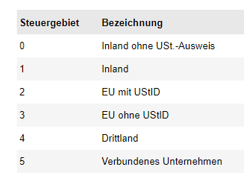 Steuergebiet Bezeichnung
0 Inland ohne USt.-Ausweis
1 Inland
2 EU mit UStID
3 EU ohne UStID
4 Drittland
5 Verbundenes Unternehmen